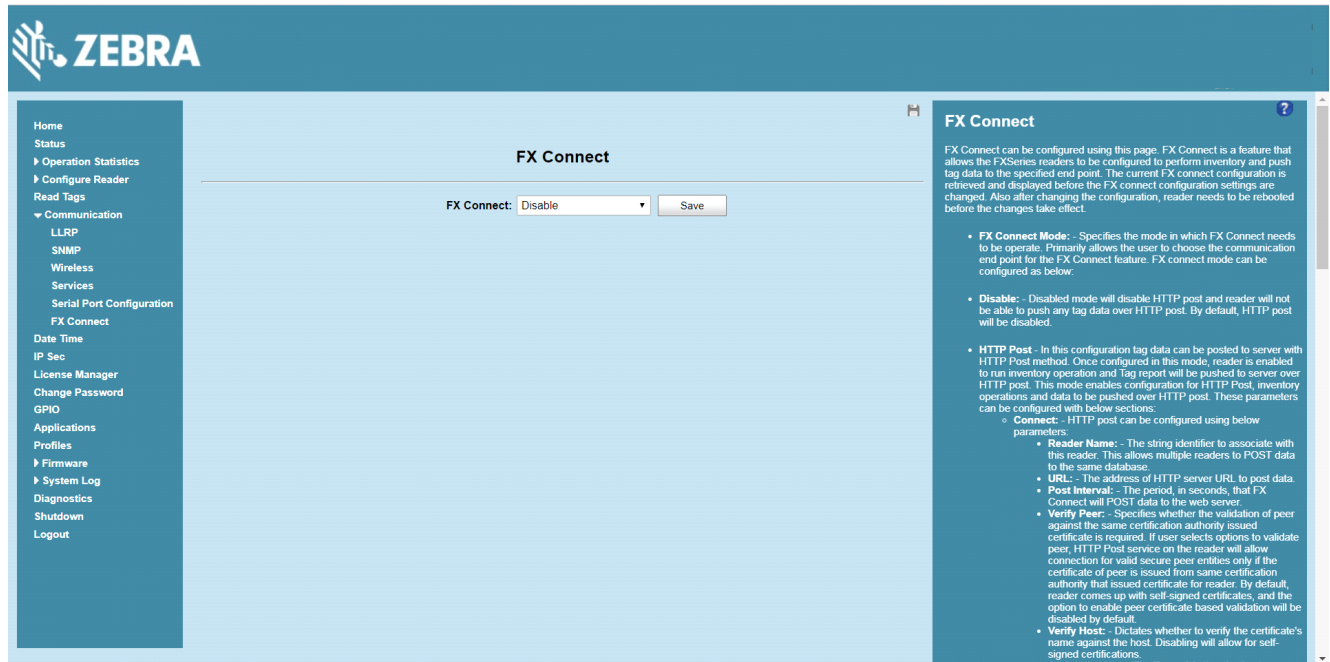 ZEBRA
Home
Status
Operation Statistics
Configure Reader
Read Tags
Communication
LLRP
SNMP
Wireless
Services
Serial Port Configuration
FX Connect
Date Time
IP Sec
License Manager
Change Password
GPIO
Applications
Profiles
Firmware
System Log
Diagnostics
Shutdown
Logout
FX Connect
FX Connect: Disable Save
?
FX Connect
FX Connect can be configured using this page. FX Connect is a feature that
allows the FXSeries readers to be configured to perform inventory and push
tag data to the specified end point. The current FX connect configuration is
retrieved and displayed before the FX connect configuration settings are
changed. Also after changing the configuration, reader needs to be rebooted
before the changes take effect.
• FX Connect Mode: - Specifies the mode in which FX Connect needs
to be operate. Primarily allows the user to choose the communication
end point for the FX Connect feature. FX connect mode can be
configured as below:
• Disable: - Disabled mode will disable HTTP post and reader will not
be able to push any tag data over HTTP post. By default, HTTP post
will be disabled.
• HTTP Post - In this configuration tag data can be posted to server with
HTTP Post method. Once configured in this mode, reader is enabled
to run inventory operation and Tag report will be pushed to server over
HTTP post. This mode enables configuration for HTTP Post, inventory
operations and data to be pushed over HTTP post. These parameters
can be configured with below sections:
○ Connect: - HTTP post can be configured using below
parameters:
• Reader Name: - The string identifier to associate with
this reader. This allows multiple readers to POST data
to the same database.
• URL: - The address of HTTP server URL to post data.
• Post Interval: - The period, in seconds, that FX
Connect will POST data to the web server.
• Verify Peer: - Specifies whether the validation of peer
against the same certification authority issued
certificate is required. If user selects options to validate
peer, HTTP Post service on the reader will allow
connection for valid secure peer entities only if the
certificate of peer is issued from same certification
authority that issued certificate for reader. By default,
reader comes up with self-signed certificates, and the
option to enable peer certificate based validation will be
disabled by default.
• Verify Host: - Dictates whether to verify the certificate's
name against the host. Disabling will allow for self-
signed certifications.